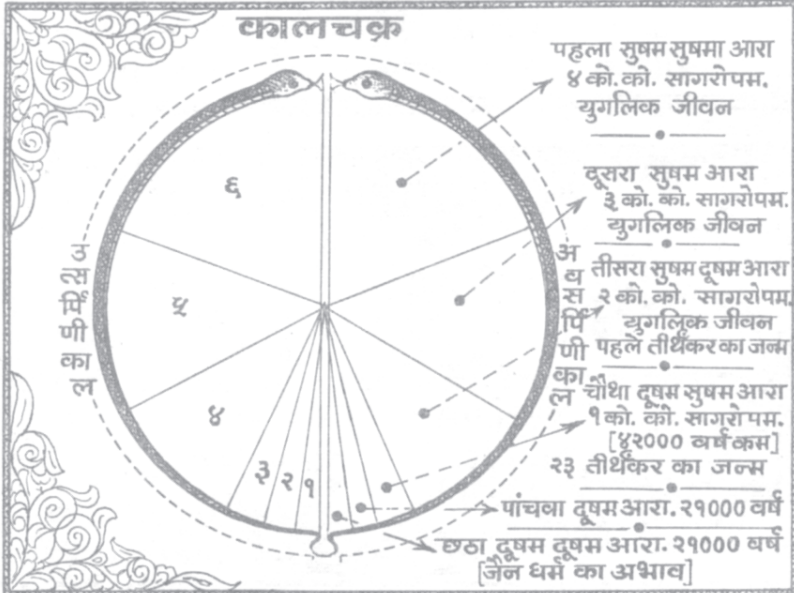 कालचक्र
पहला सुषम सुषमा आरा
४ को. को. सागरोपम.
युगलिक जीवन
दूसरा सुषम आरा
३ को. को. सागरोपम.
युगलिक जीवन
तीसरा सुषम दूषम आरा
२ को. को. सागरोपम.
युगलिक जीवन
पहले तीर्थंकर का जन्म
चौथा दूषम सुषम आरा
१ को. को. सागरोपम.
[४२००० वर्ष कम]
२३ तीर्थंकर का जन्म
पांचवा दूषम आरा. २१००० वर्ष
छठा दूषम दूषम आरा. २१००० वर्ष
[जैन धर्म का अभाव]
अवसर्पिणी काल
उत्सर्पिणी काल
६
५
४
३
२
१